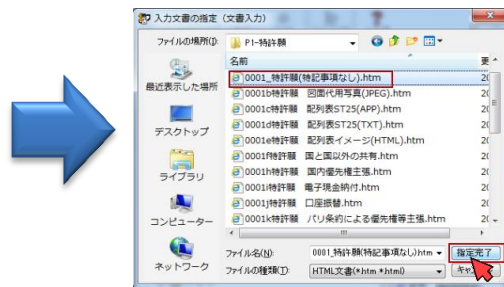 入力文書の指定（文書入力）
ファイルの場所(I): P1-特許願
名前 更
最近表示した場所
デスクトップ
ライブラリ
コンピューター
ネットワーク
0001_特許願(特記事項なし).htm 20
0001b特許願 図面代用写真(JPEG).htm 20
0001c特許願 配列表ST25(APP).htm 20
0001d特許願 配列表ST25(TXT).htm 20
0001e特許願 配列表イメージ(HTML).htm 20
0001f特許願 国と国以外の共有.htm 20
0001h特許願 国内優先権主張.htm 20
0001i特許願 電子現金納付.htm 20
0001j特許願 口座振替.htm 20
0001k特許願 パリ条約による優先権等主張.htm 20
ファイル名(N): 0001_特許願(特記事項なし).htm 指定完了
ファイルの種類(T): HTML文書(*.htm *.html) キャ